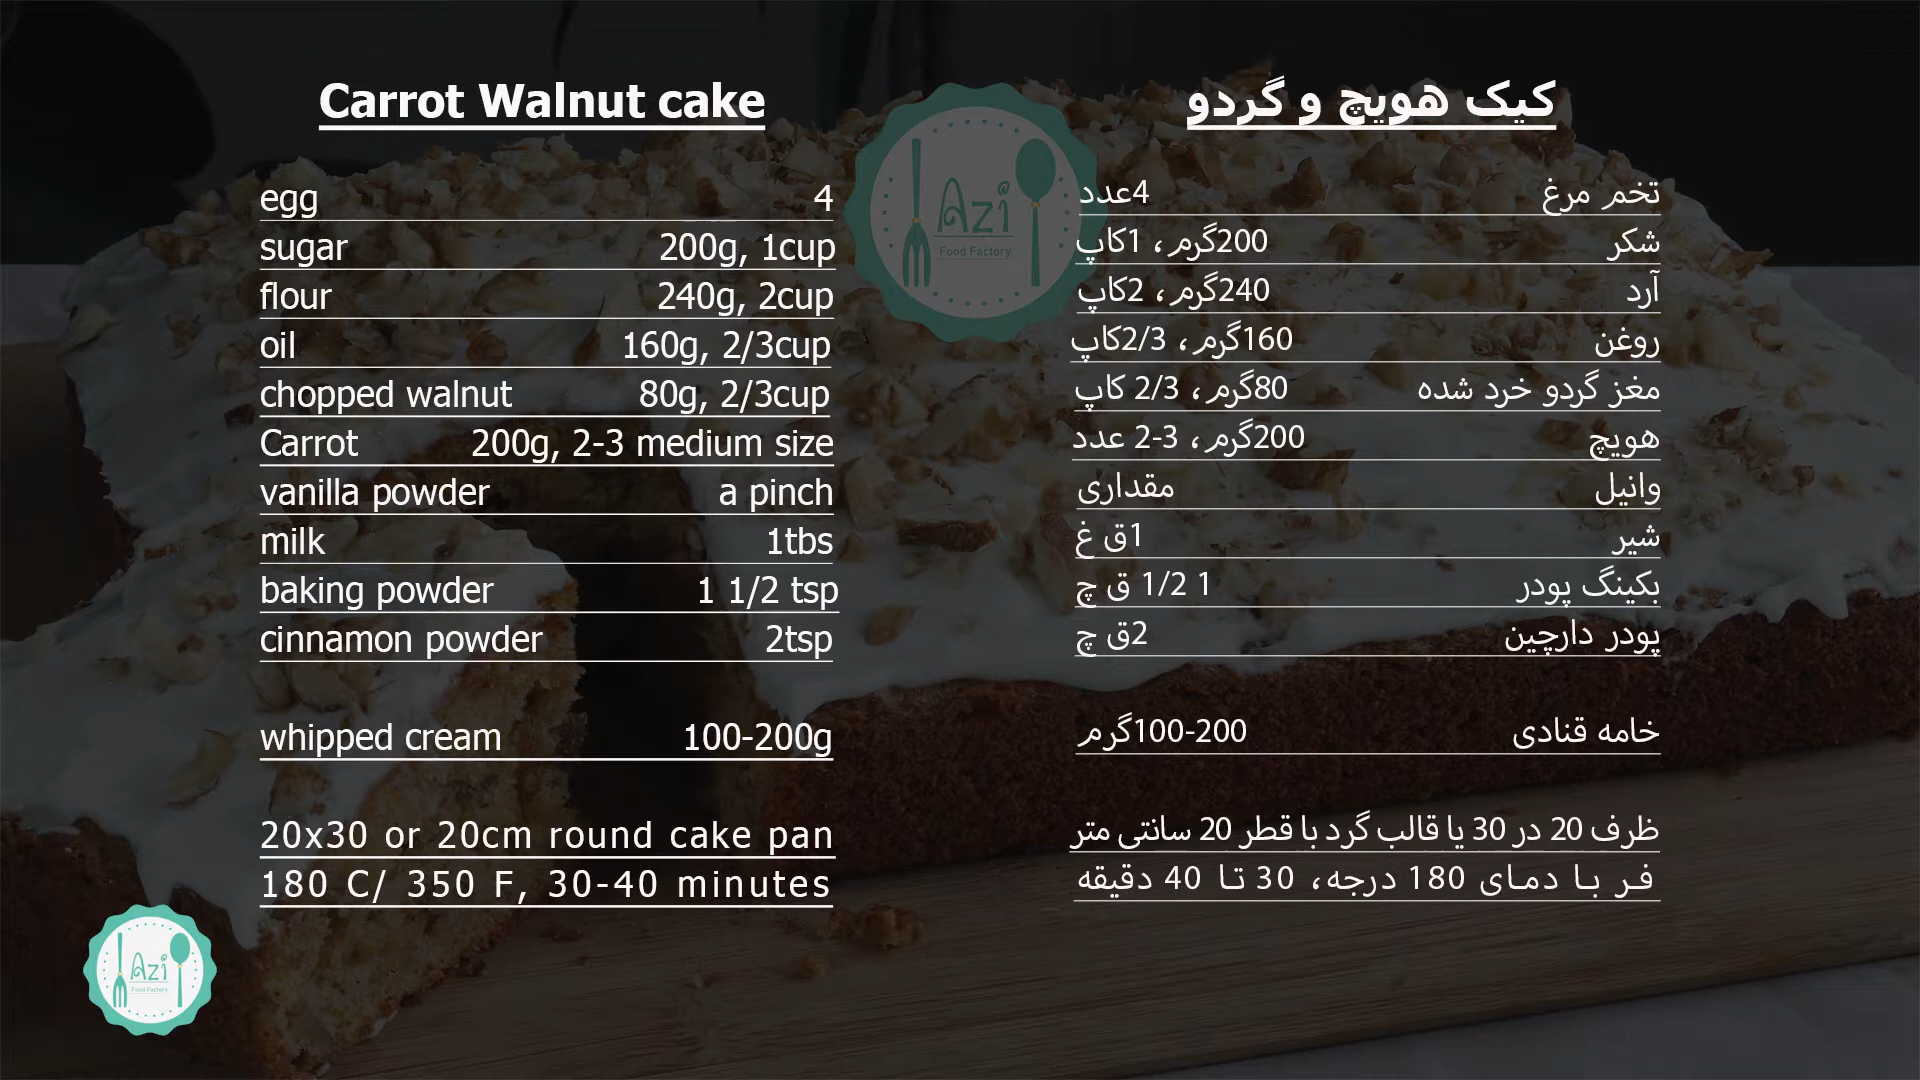 Carrot Walnut cake
egg 4
sugar 200g, 1cup
flour 240g, 2cup
oil 160g, 2/3cup
chopped walnut 80g, 2/3cup
Carrot 200g, 2-3 medium size
vanilla powder a pinch
milk 1tbs
baking powder 1 1/2 tsp
cinnamon powder 2tsp
whipped cream 100-200g
20x30 or 20cm round cake pan
180 C/ 350 F, 30-40 minutes
کیک هویچ و گردو
تخم مرغ 4عدد
شکر 200گرم، 1کاپ
آرد 240گرم، 2کاپ
روغن 160گرم، 2/3کاپ
مغز گردو خرد شده 80گرم، 2/3 کاپ
هویچ 200گرم، 2-3 عدد
وانیل مقداری
شیر 1ق غ
بکینگ پودر 1 1/2 ق چ
پودر دارچین 2ق چ
خامه قنادی 100-200گرم
ظرف 20 در 30 یا قالب گرد با قطر 20 سانتی متر
فر با دمای 180 درجه، 30 تا 40 دقیقه
Azi
Food Factory
Azi
Food Factory